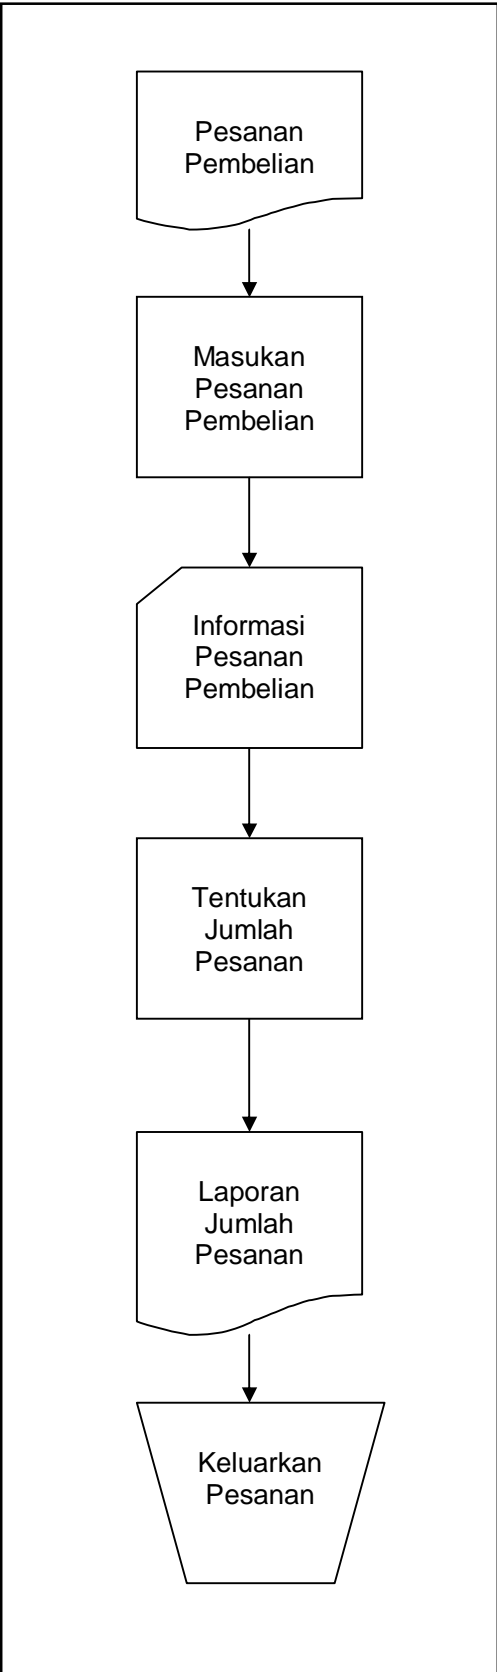 Pesanan
Pembelian
Masukan
Pesanan
Pembelian
Informasi
Pesanan
Pembelian
Tentukan
Jumlah
Pesanan
Laporan
Jumlah
Pesanan
Keluarkan
Pesanan